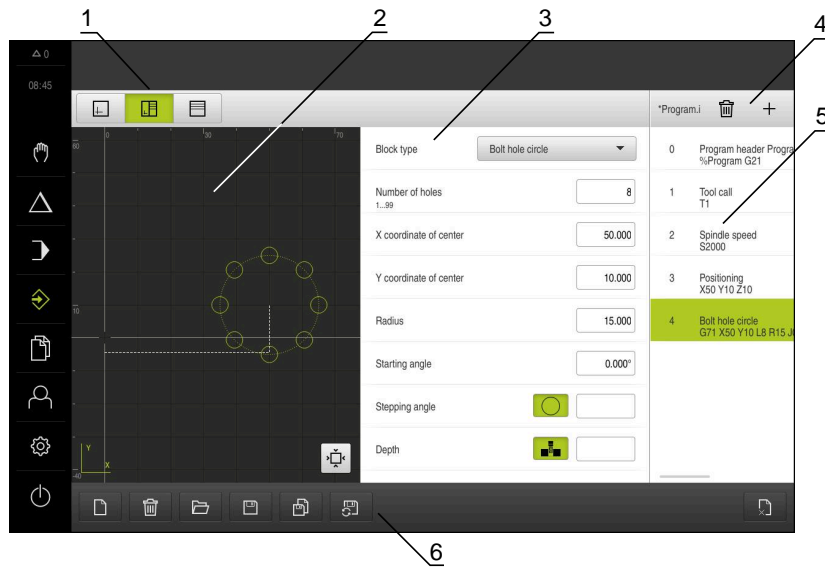 1
2
3
4
5
0
08:45
*Program.i
0
30
70
60
10
-40
Y
X
Block type
Bolt hole circle
Number of holes
1...99
8
X coordinate of center
50.000
Y coordinate of center
10.000
Radius
15.000
Starting angle
0.000°
Stepping angle
Depth
0 Program header Progra
%Program G21
1 Tool call
T1
2 Spindle speed
S2000
3 Positioning
X50 Y10 Z10
4 Bolt hole circle
G71 X50 Y10 L8 R15 J
6